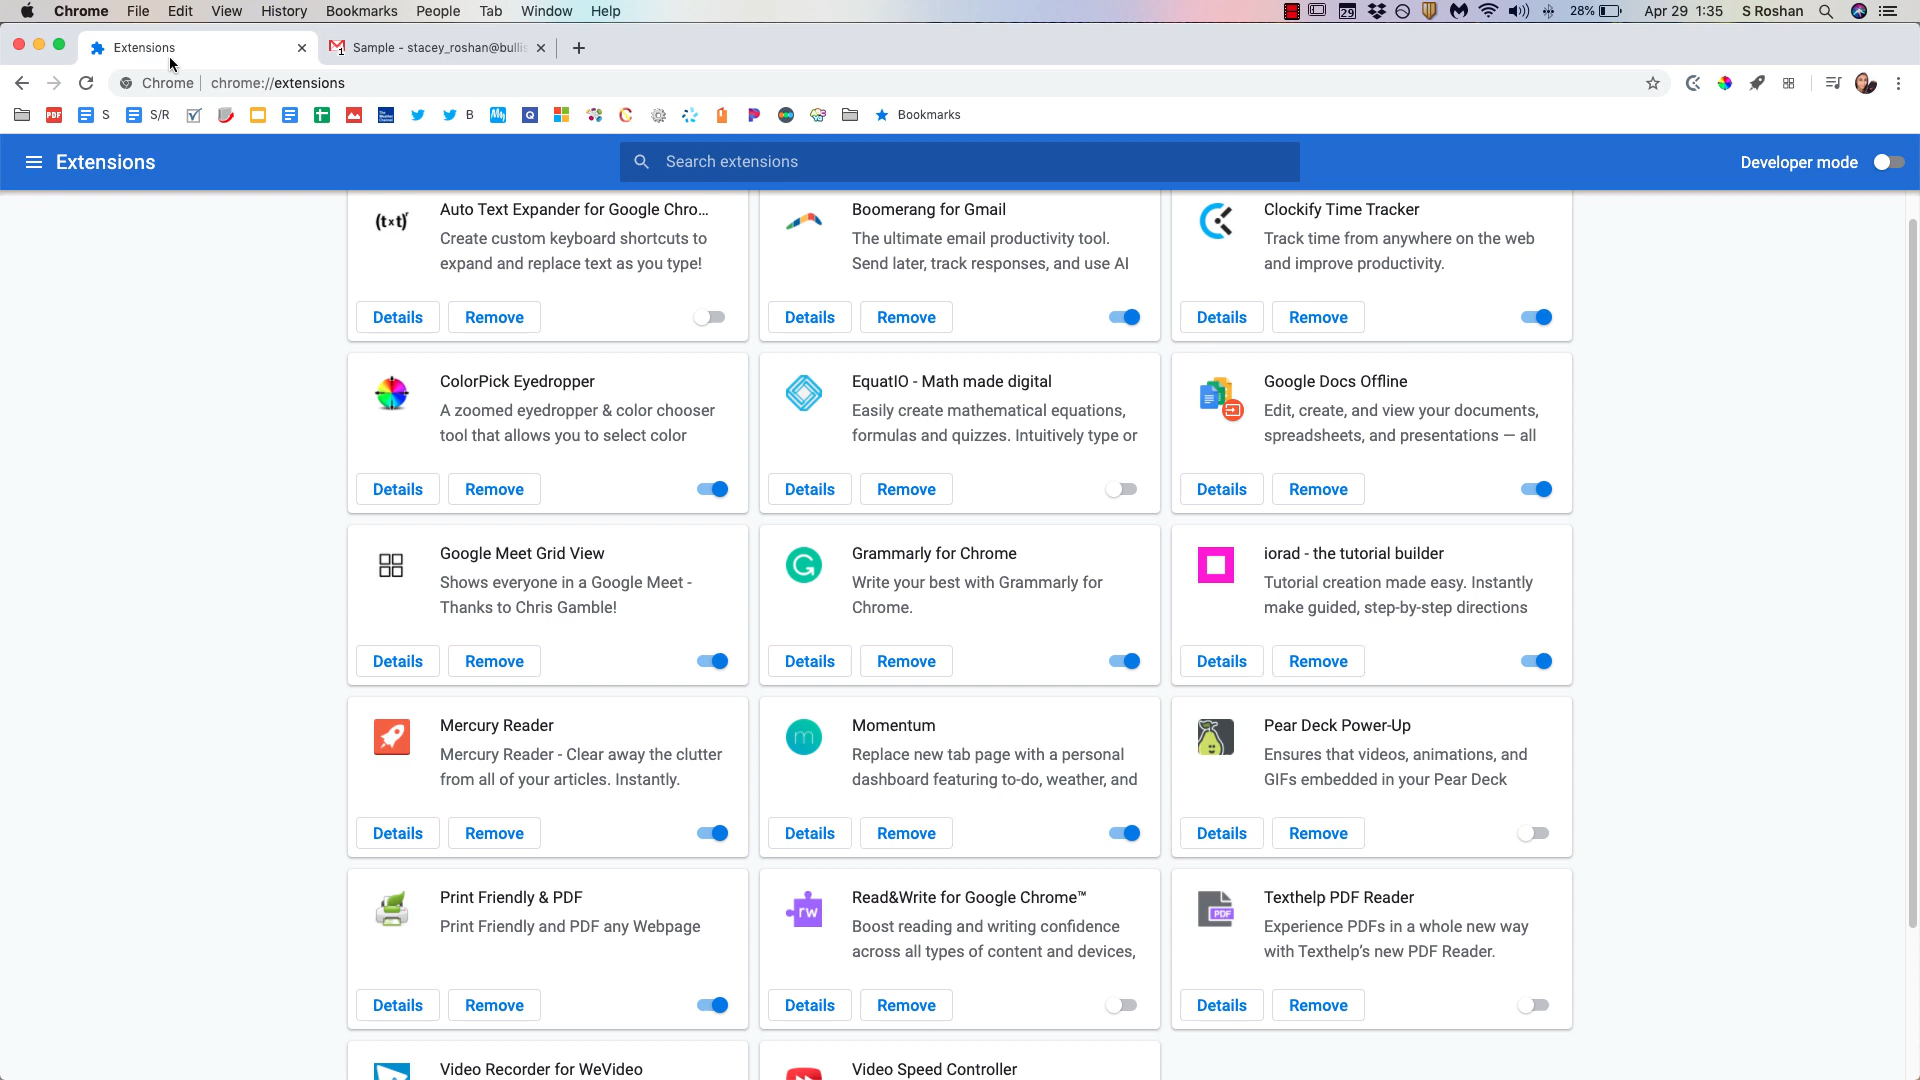 Chrome File Edit View History Bookmarks People Tab Window Help 29 28% Apr 29 1:35 S Roshan
Extensions Sample - stacey_roshan@bullis
Chrome chrome://extensions
PDF S S/R B Bookmarks
Extensions Search extensions Developer mode
(txt) Auto Text Expander for Google Chro...
Create custom keyboard shortcuts to
expand and replace text as you type!
Details Remove
Boomerang for Gmail
The ultimate email productivity tool.
Send later, track responses, and use AI
Details Remove
Clockify Time Tracker
Track time from anywhere on the web
and improve productivity.
Details Remove
ColorPick Eyedropper
A zoomed eyedropper & color chooser
tool that allows you to select color
Details Remove
EquatIO - Math made digital
Easily create mathematical equations,
formulas and quizzes. Intuitively type or
Details Remove
Google Docs Offline
Edit, create, and view your documents,
spreadsheets, and presentations — all
Details Remove
Google Meet Grid View
Shows everyone in a Google Meet -
Thanks to Chris Gamble!
Details Remove
Grammarly for Chrome
Write your best with Grammarly for
Chrome.
Details Remove
iorad - the tutorial builder
Tutorial creation made easy. Instantly
make guided, step-by-step directions
Details Remove
Mercury Reader
Mercury Reader - Clear away the clutter
from all of your articles. Instantly.
Details Remove
m Momentum
Replace new tab page with a personal
dashboard featuring to-do, weather, and
Details Remove
Pear Deck Power-Up
Ensures that videos, animations, and
GIFs embedded in your Pear Deck
Details Remove
Print Friendly & PDF
Print Friendly and PDF any Webpage
Details Remove
rw Read&Write for Google Chrome™
Boost reading and writing confidence
across all types of content and devices,
Details Remove
PDF Texthelp PDF Reader
Experience PDFs in a whole new way
with Texthelp's new PDF Reader.
Details Remove
Video Recorder for WeVideo
Video Speed Controller